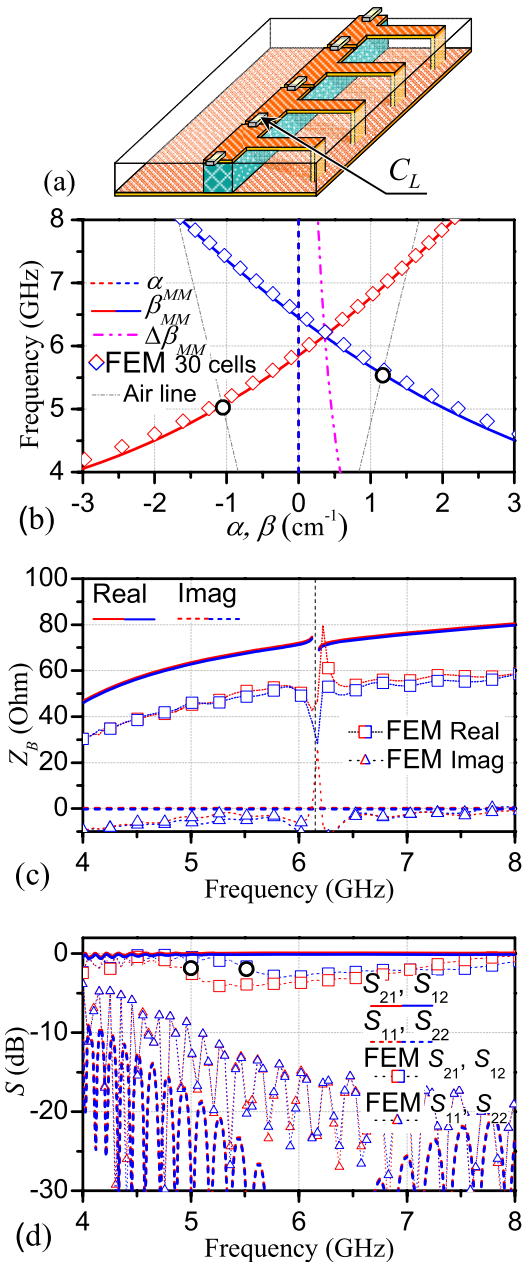 (a)
C_L
8
7
6
5
4
Frequency (GHz)
α
β^MM
Δβ^MM
FEM 30 cells
Air line
-3 -2 -1 0 1 2 3
(b)
α, β (cm⁻¹)
100
80
60
40
20
0
Z_B (Ohm)
Real Imag
FEM Real
FEM Imag
4 5 6 7 8
(c)
Frequency (GHz)
0
-10
-20
-30
S (dB)
S_21, S_12
S_11, S_22
FEM S_21, S_12
FEM S_11, S_22
4 5 6 7 8
(d)
Frequency (GHz)